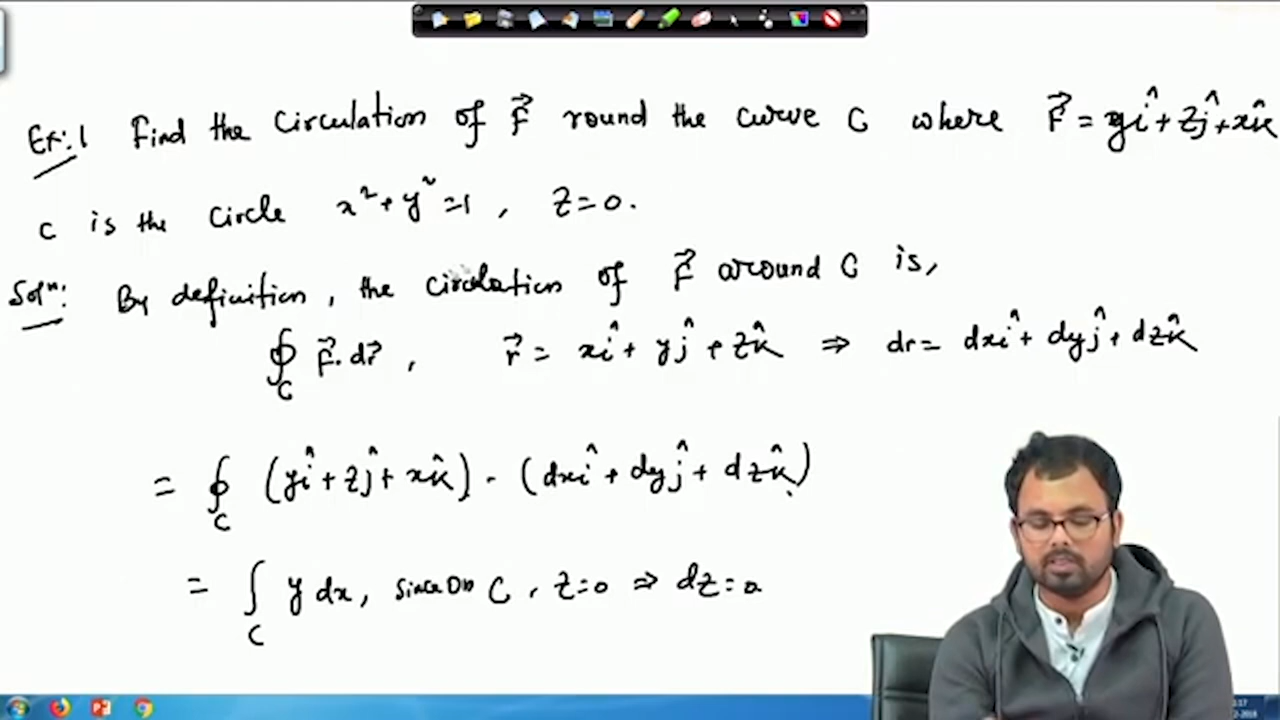 Ex:1 Find the circulation of F⃗ round the curve C where F⃗ = yî + zĵ + xk̂
C is the circle x² + y² = 1, z = 0.
Solⁿ: By definition, the circulation of F⃗ around C is,
∮_C F⃗·dr⃗, r⃗ = xî + yĵ + zk̂ ⇒ dr = dxî + dyĵ + dzk̂
= ∮_C (yî + zĵ + xk̂) · (dxî + dyĵ + dzk̂)
= ∫_C y dx, since on C, z=0 ⇒ dz=0